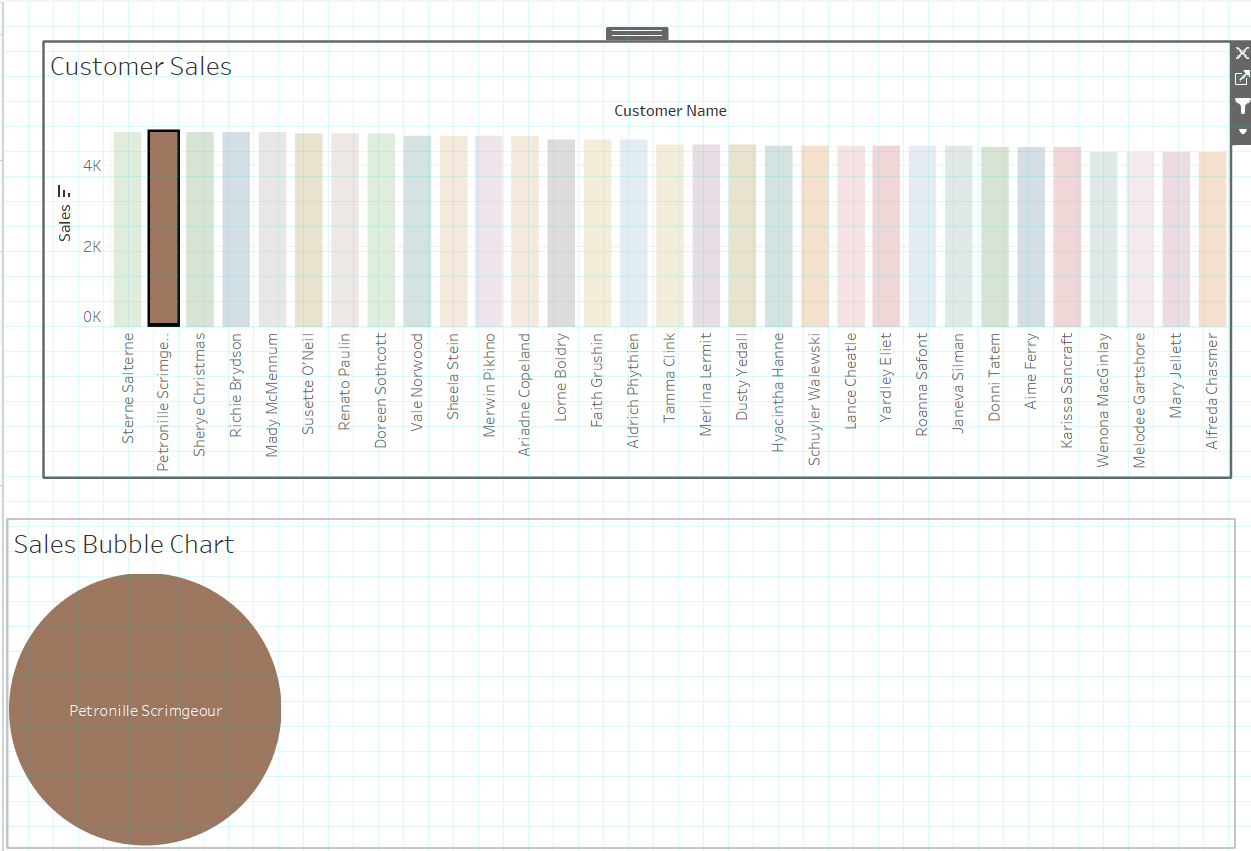 Customer Sales
Customer Name
Sales
4K
2K
0K
Sterne Salterne
Petronille Scrimge..
Sherye Christmas
Richie Brydson
Mady McMennum
Susette O'Neil
Renato Paulin
Doreen Sothcott
Vale Norwood
Sheela Stein
Merwin Pikhno
Ariadne Copeland
Lorne Boldry
Faith Grushin
Aldrich Phythien
Tamma Clink
Merlina Lermit
Dusty Yedall
Hyacintha Hanne
Schuyler Walewski
Lance Cheatle
Yardley Eliet
Roanna Safont
Janeva Silman
Donni Tatem
Aime Ferry
Karissa Sancraft
Wenona MacGinlay
Melodee Gartshore
Mary Jellett
Alfreda Chasmer
Sales Bubble Chart
Petronille Scrimgeour